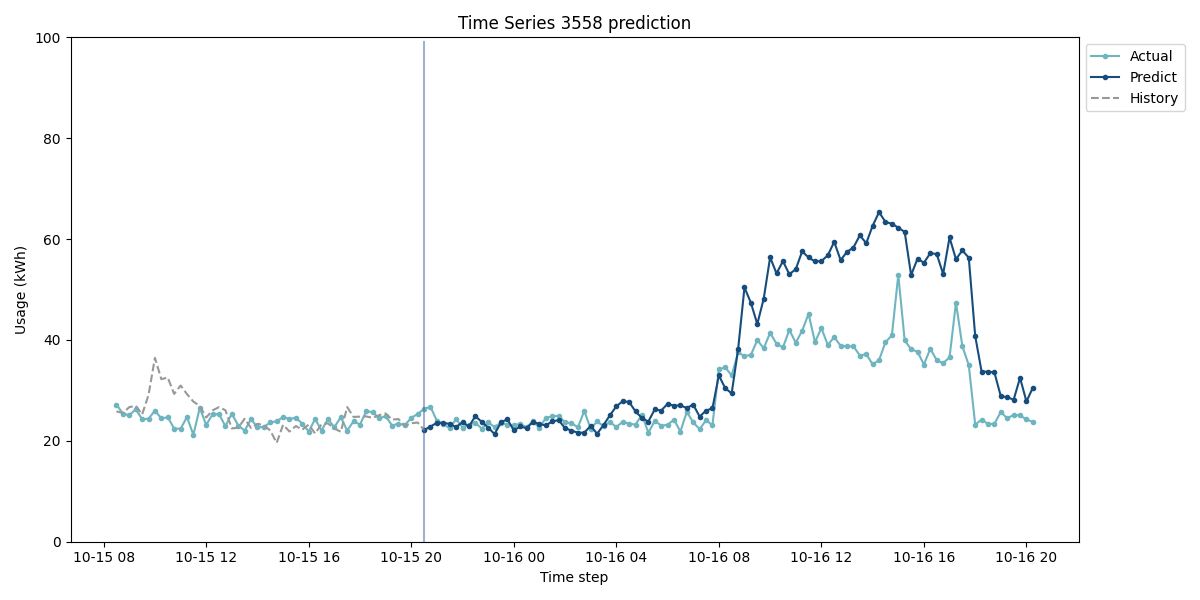 Time Series 3558 prediction
100
80
60
40
20
0
Usage (kWh)
10-15 08
10-15 12
10-15 16
10-15 20
10-16 00
10-16 04
10-16 08
10-16 12
10-16 16
10-16 20
Time step
Actual
Predict
History